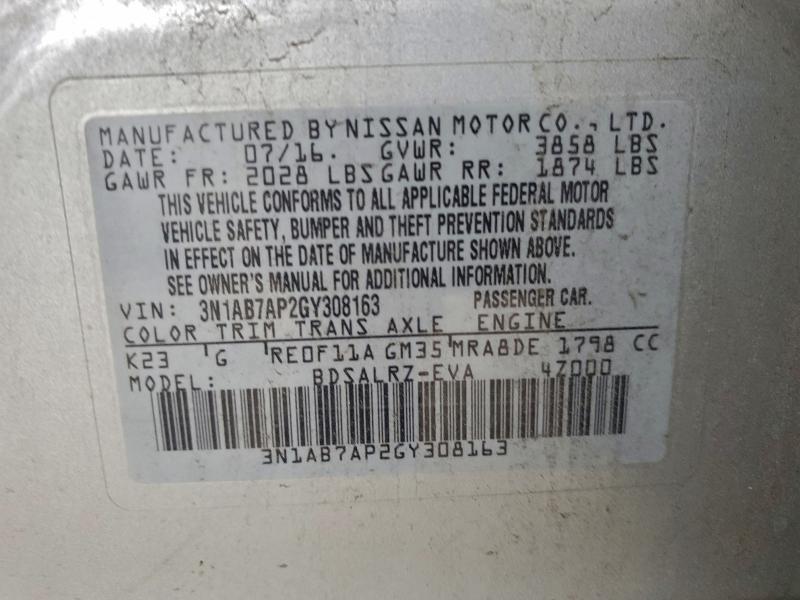 MANUFACTURED BY NISSAN MOTOR CO., LTD.
DATE: 07/16. GVWR: 3858 LBS
GAWR FR: 2028 LBS GAWR RR: 1874 LBS
THIS VEHICLE CONFORMS TO ALL APPLICABLE FEDERAL MOTOR
VEHICLE SAFETY, BUMPER AND THEFT PREVENTION STANDARDS
IN EFFECT ON THE DATE OF MANUFACTURE SHOWN ABOVE.
SEE OWNER'S MANUAL FOR ADDITIONAL INFORMATION.
VIN: 3N1AB7AP2GY308163 PASSENGER CAR.
COLOR TRIM TRANS AXLE ENGINE
K23 G RE0F11A GM35 MRA8DE 1798 CC
MODEL: BDSALRZ-EVA 4Z000
3N1AB7AP2GY308163